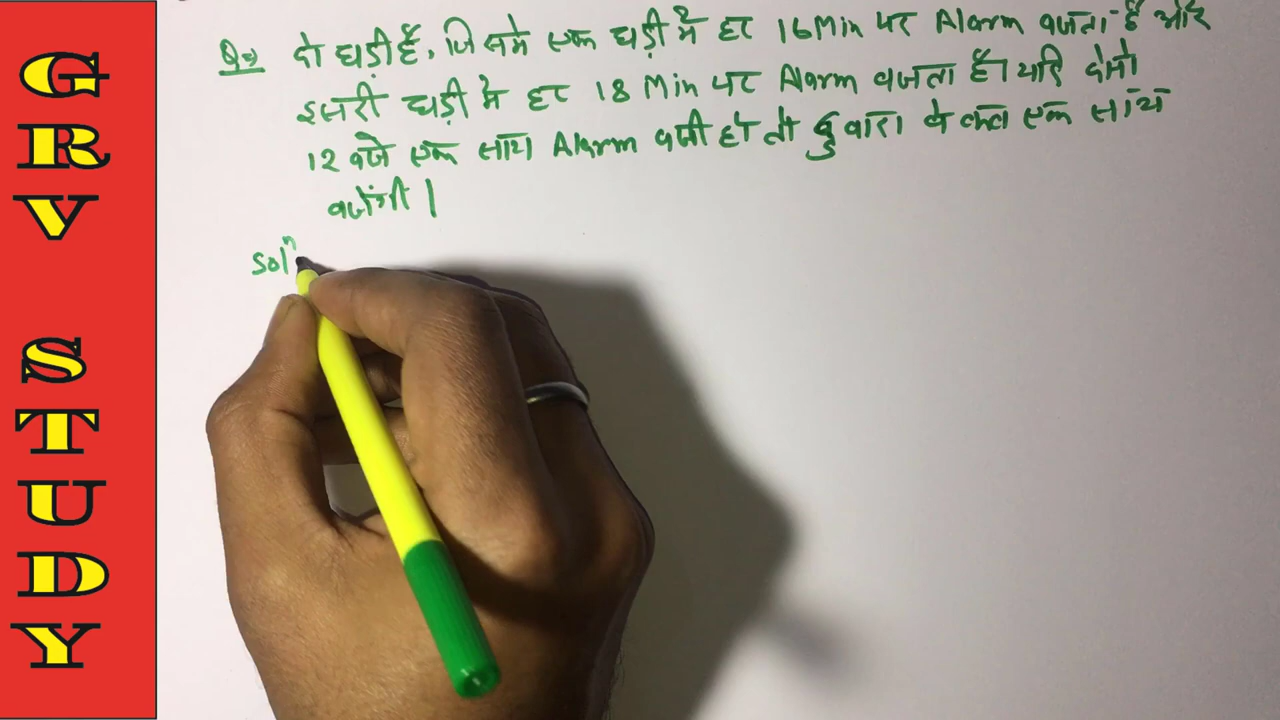 GRV STUDY
Qन दो घड़ी हैं, जिसमे एक घड़ी मे हर 16 Min पर Alarm बजता है और
दुसरी घड़ी मे हर 18 Min पर Alarm बजता हैं। यदि दोनो
12 बजे एक साथ Alarm बजी हो तो दुबारा वे कब एक साथ
बजेंगी |
Solⁿ